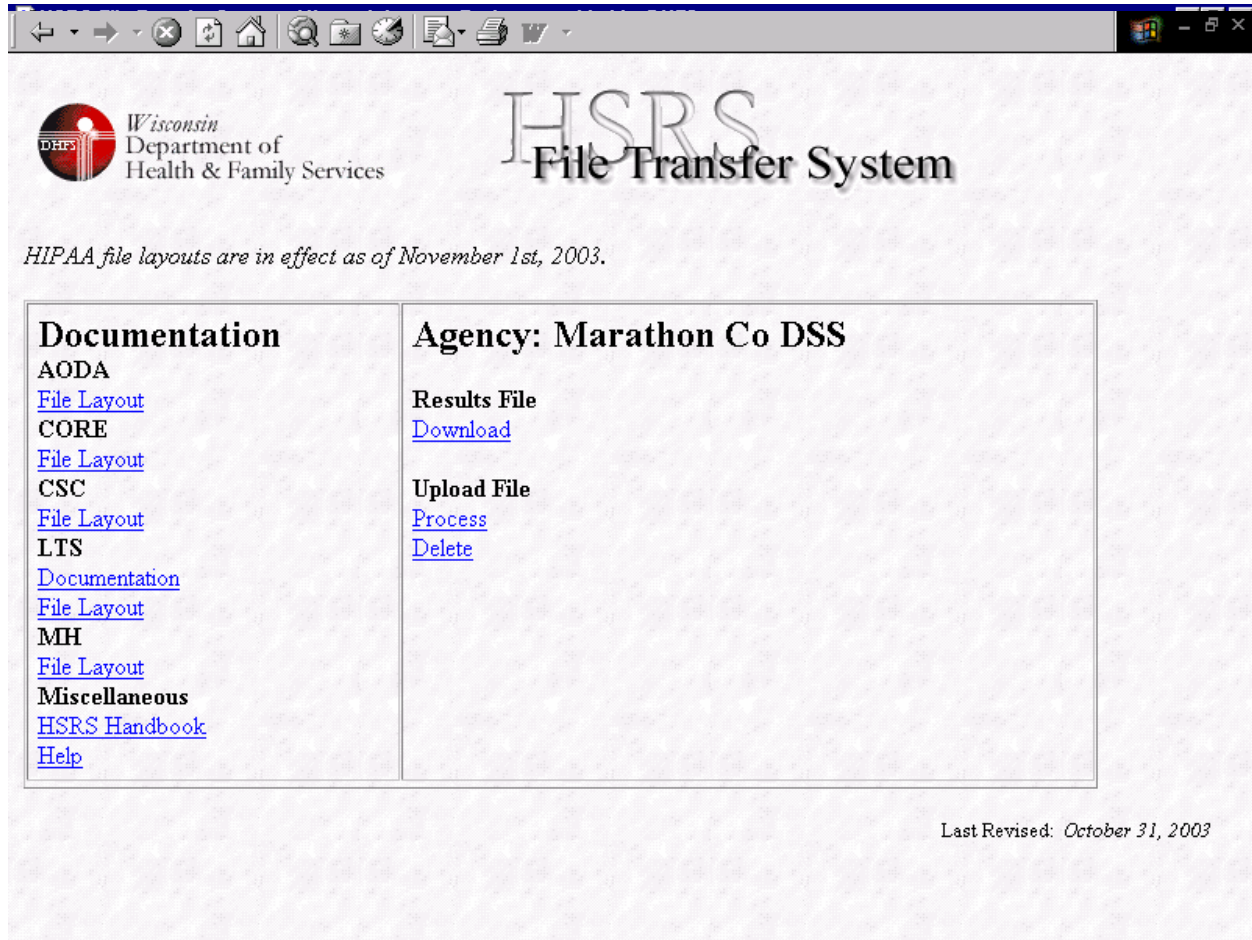 DHFS
Wisconsin
Department of
Health & Family Services
HSRS
File Transfer System
HIPAA file layouts are in effect as of November 1st, 2003.
Documentation
AODA
File Layout
CORE
File Layout
CSC
File Layout
LTS
Documentation
File Layout
MH
File Layout
Miscellaneous
HSRS Handbook
Help
Agency: Marathon Co DSS
Results File
Download
Upload File
Process
Delete
Last Revised: October 31, 2003